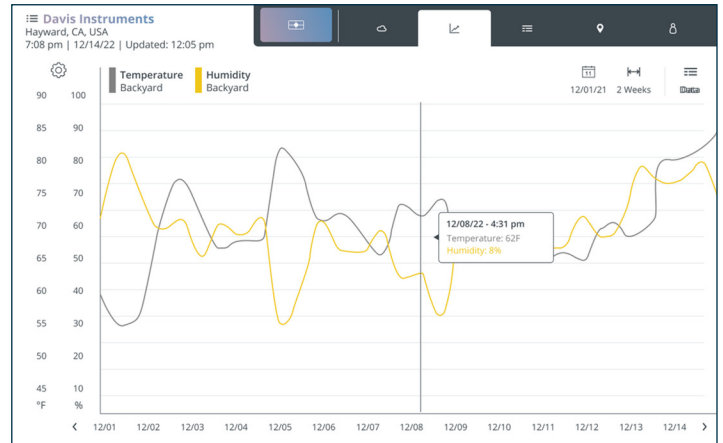 Davis Instruments
Hayward, CA, USA
7:08 pm | 12/14/22 | Updated: 12:05 pm
Temperature
Backyard
Humidity
Backyard
11
12/01/21
2 Weeks
Data
90 100
85 90
80 80
75 70
70 60
65 50
60 40
55 30
50 20
45 10
°F %
12/08/22 - 4:31 pm
Temperature: 62F
Humidity: 8%
12/01 12/02 12/03 12/04 12/05 12/06 12/07 12/08 12/09 12/10 12/11 12/12 12/13 12/14